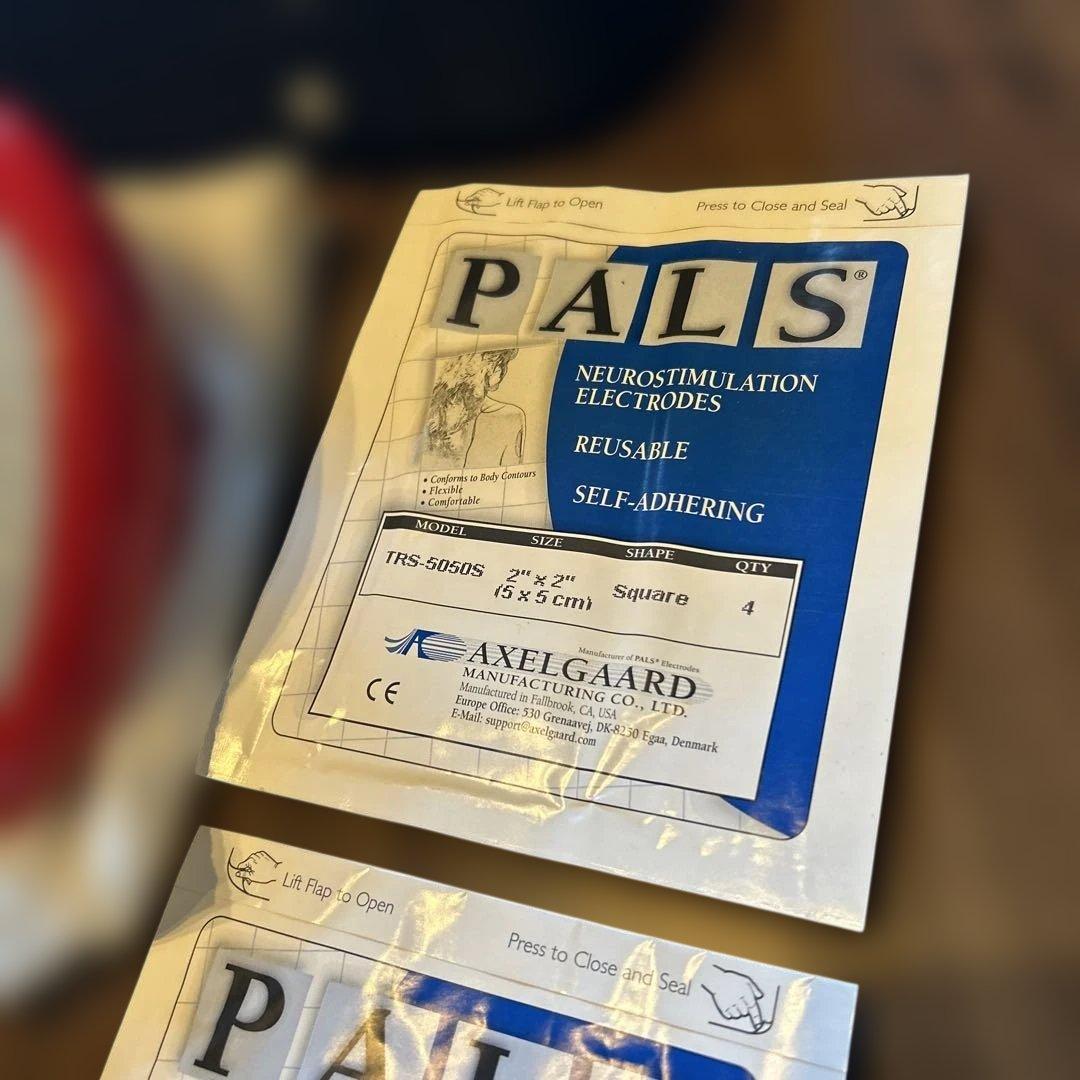 Lift Flap to Open
Press to Close and Seal
PALS®
NEUROSTIMULATION
ELECTRODES
REUSABLE
SELF-ADHERING
• Conforms to Body Contours
• Flexible
• Comfortable
MODEL SIZE SHAPE QTY
TRS-5050S 2" x 2" Square 4
(5 x 5 cm)
Manufacturer of PALS® Electrodes
AXELGAARD
MANUFACTURING CO., LTD.
Manufactured in Fallbrook, CA, USA
Europe Office: 530 Grenaavej, DK-8250 Egaa, Denmark
E-Mail: support@axelgaard.com
CE
Lift Flap to Open
Press to Close and Seal
PAL